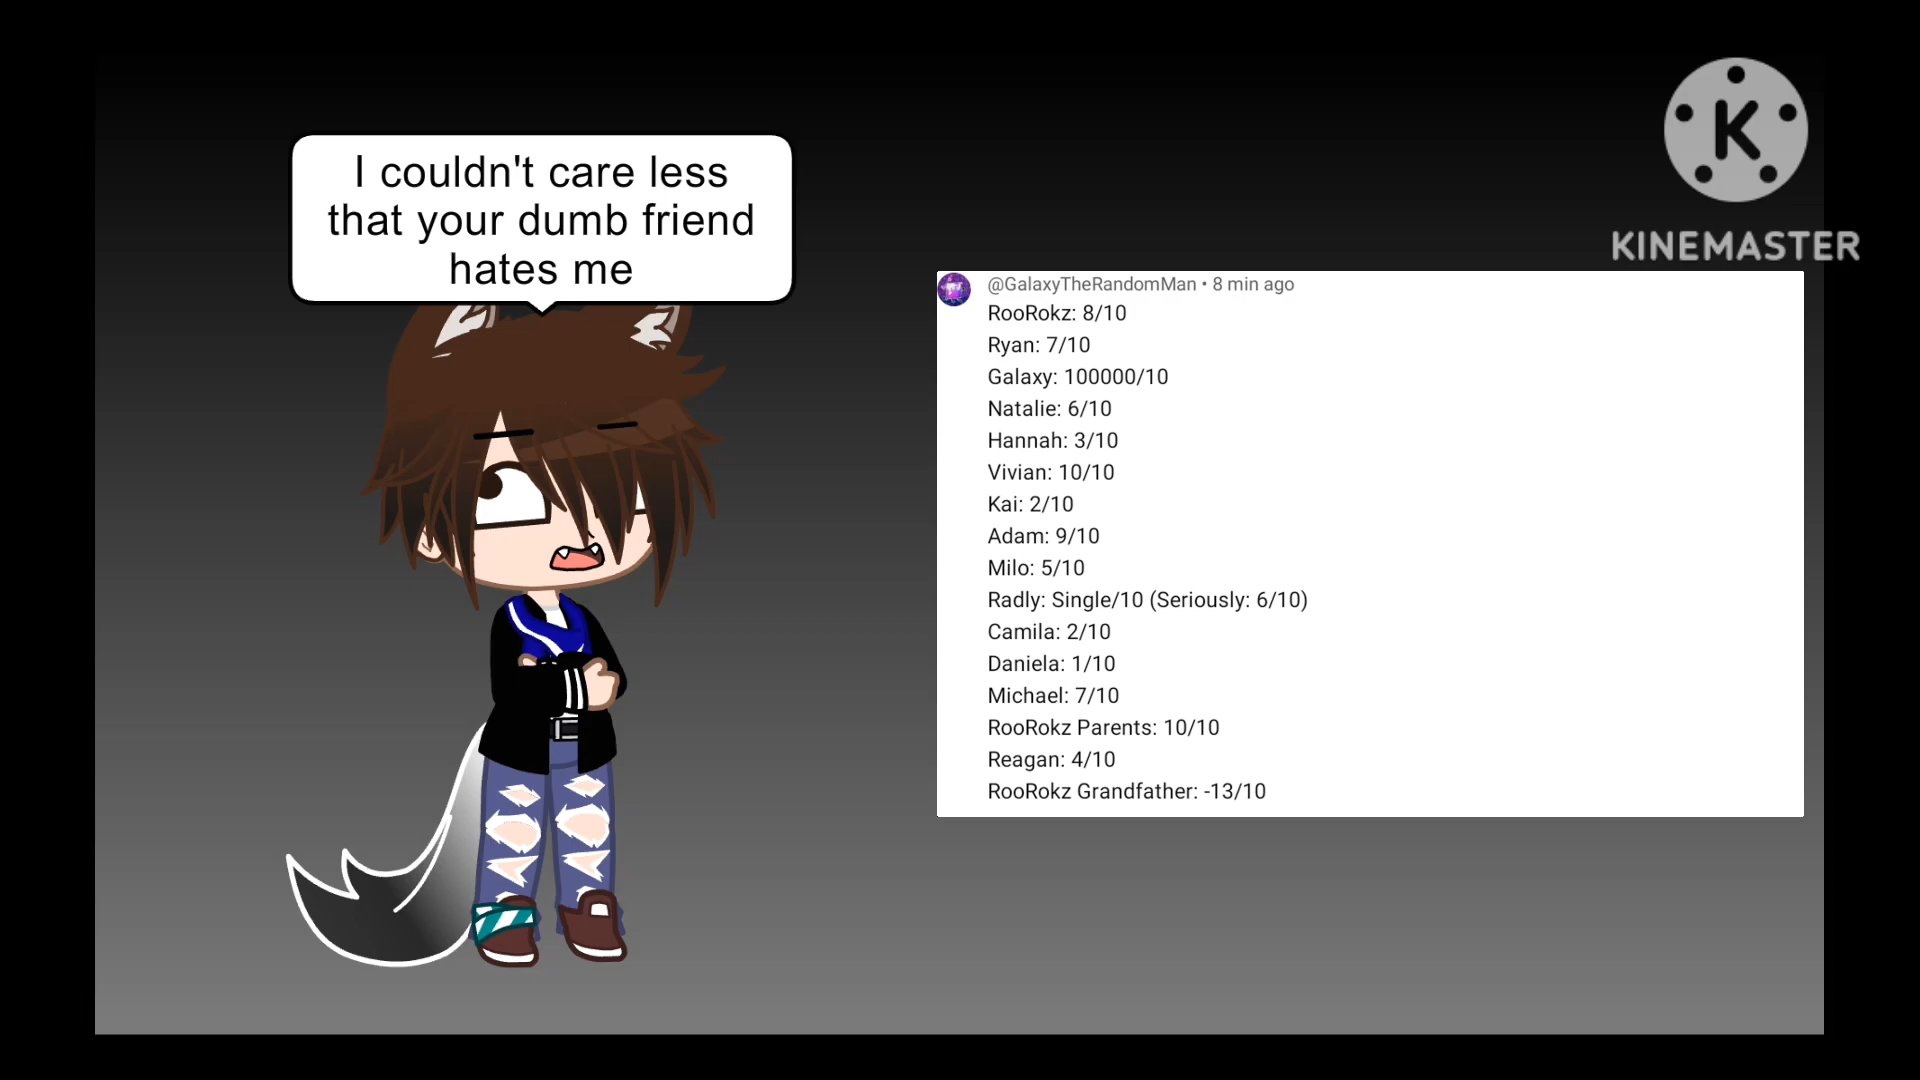 I couldn't care less
that your dumb friend
hates me
K
KINEMASTER
@GalaxyTheRandomMan • 8 min ago
RooRokz: 8/10
Ryan: 7/10
Galaxy: 100000/10
Natalie: 6/10
Hannah: 3/10
Vivian: 10/10
Kai: 2/10
Adam: 9/10
Milo: 5/10
Radly: Single/10 (Seriously: 6/10)
Camila: 2/10
Daniela: 1/10
Michael: 7/10
RooRokz Parents: 10/10
Reagan: 4/10
RooRokz Grandfather: -13/10